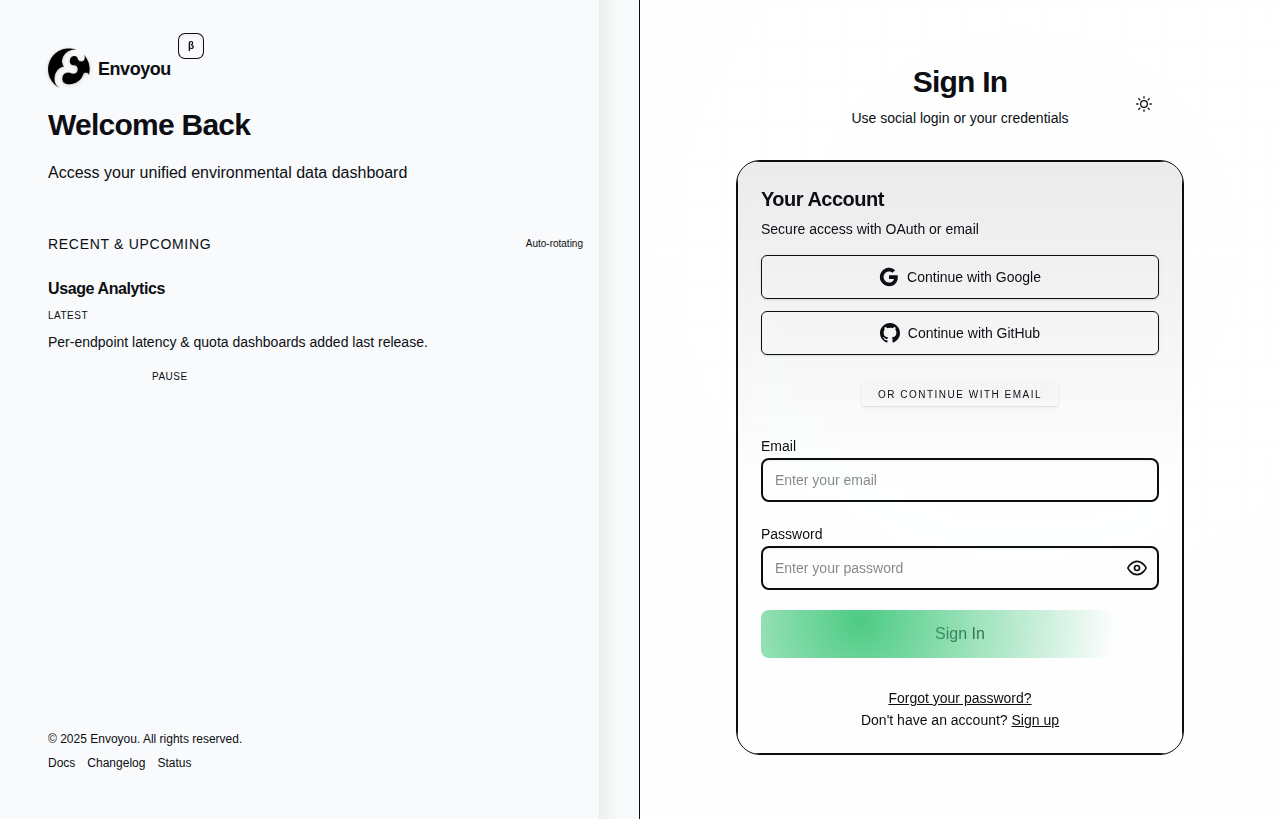 β
Envoyou
Welcome Back
Access your unified environmental data dashboard
RECENT & UPCOMING
Auto-rotating
Usage Analytics
LATEST
Per-endpoint latency & quota dashboards added last release.
PAUSE
© 2025 Envoyou. All rights reserved.
Docs Changelog Status
Sign In
Use social login or your credentials
Your Account
Secure access with OAuth or email
Continue with Google
Continue with GitHub
OR CONTINUE WITH EMAIL
Email
Enter your email
Password
Enter your password
Sign In
Forgot your password?
Don't have an account? Sign up